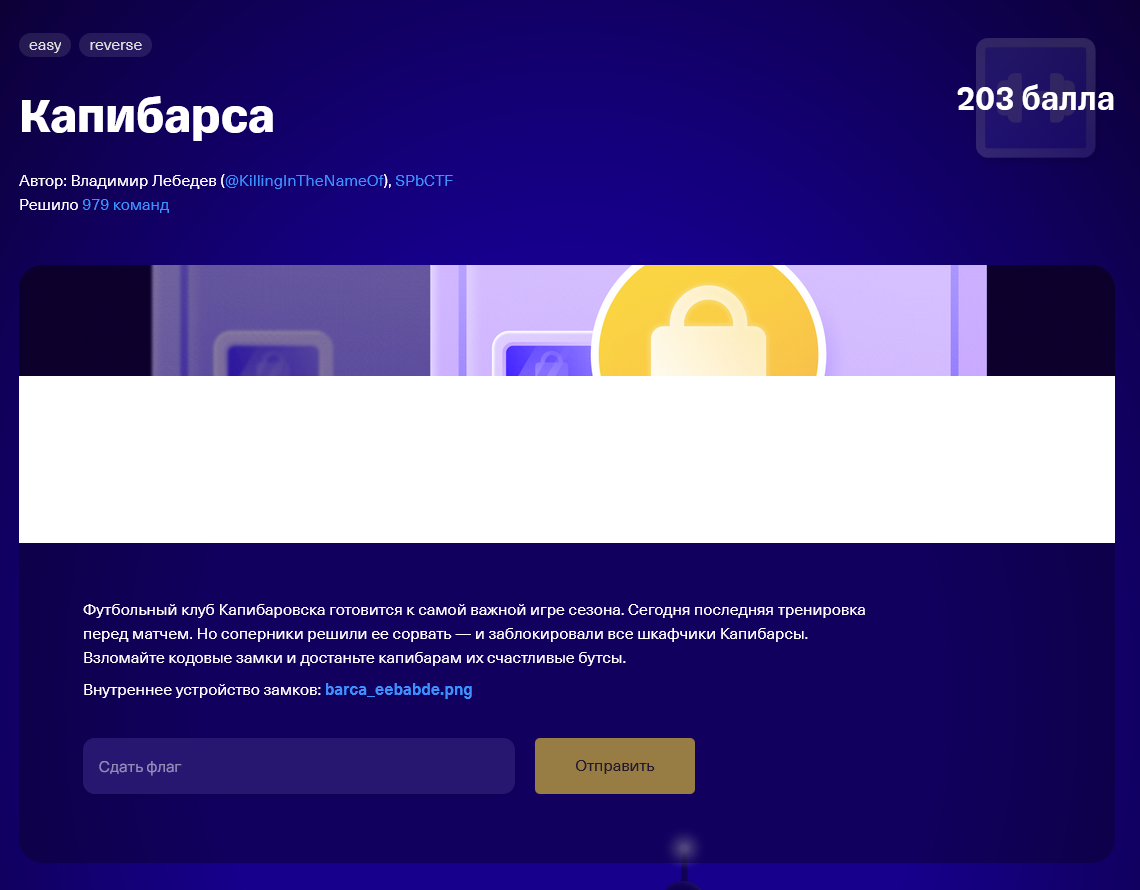 easy reverse
Капибарса
203 балла
Автор: Владимир Лебедев (@KillingInTheNameOf), SPbCTF
Решило 979 команд
Футбольный клуб Капибаровска готовится к самой важной игре сезона. Сегодня последняя тренировка
перед матчем. Но соперники решили ее сорвать — и заблокировали все шкафчики Капибарсы.
Взломайте кодовые замки и достаньте капибарам их счастливые бутсы.
Внутреннее устройство замков: barca_eebabde.png
Сдать флаг
Отправить